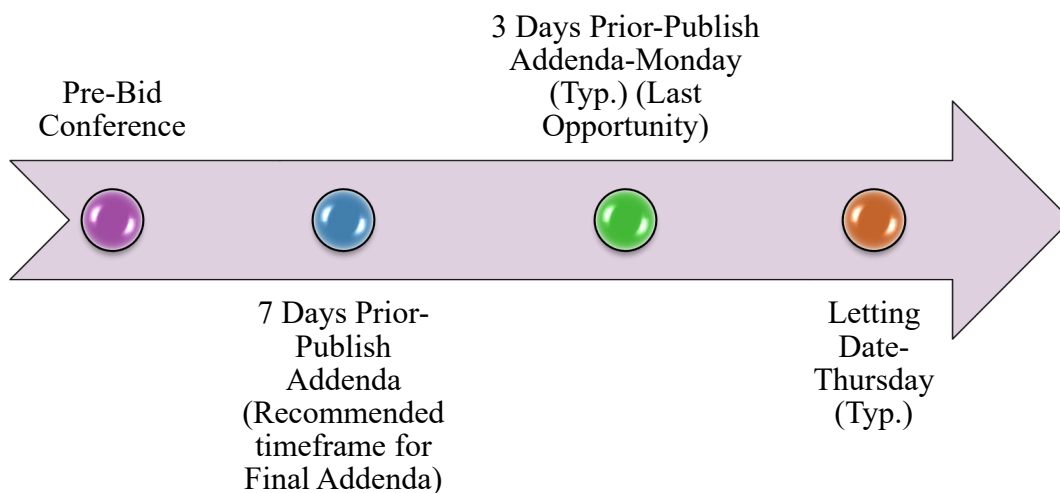 Pre-Bid
Conference
7 Days Prior-
Publish
Addenda
(Recommended
timeframe for
Final Addenda)
3 Days Prior-Publish
Addenda-Monday
(Typ.) (Last
Opportunity)
Letting
Date-
Thursday
(Typ.)